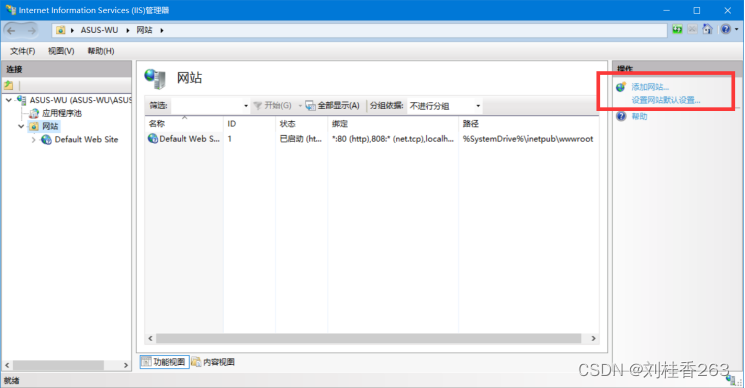 Internet Information Services (IIS)管理器
ASUS-WU 网站
文件(F) 视图(V) 帮助(H)
连接
ASUS-WU (ASUS-WU\ASUS
应用程序池
网站
Default Web Site
网站
筛选: 开始(G) 全部显示(A) 分组依据: 不进行分组
名称 ID 状态 绑定 路径
Default Web S... 1 已启动 (ht... *:80 (http),808:* (net.tcp),localh... %SystemDrive%\inetpub\wwwroot
功能视图 内容视图
操作
添加网站...
设置网站默认设置...
帮助
就绪
CSDN @刘桂香263